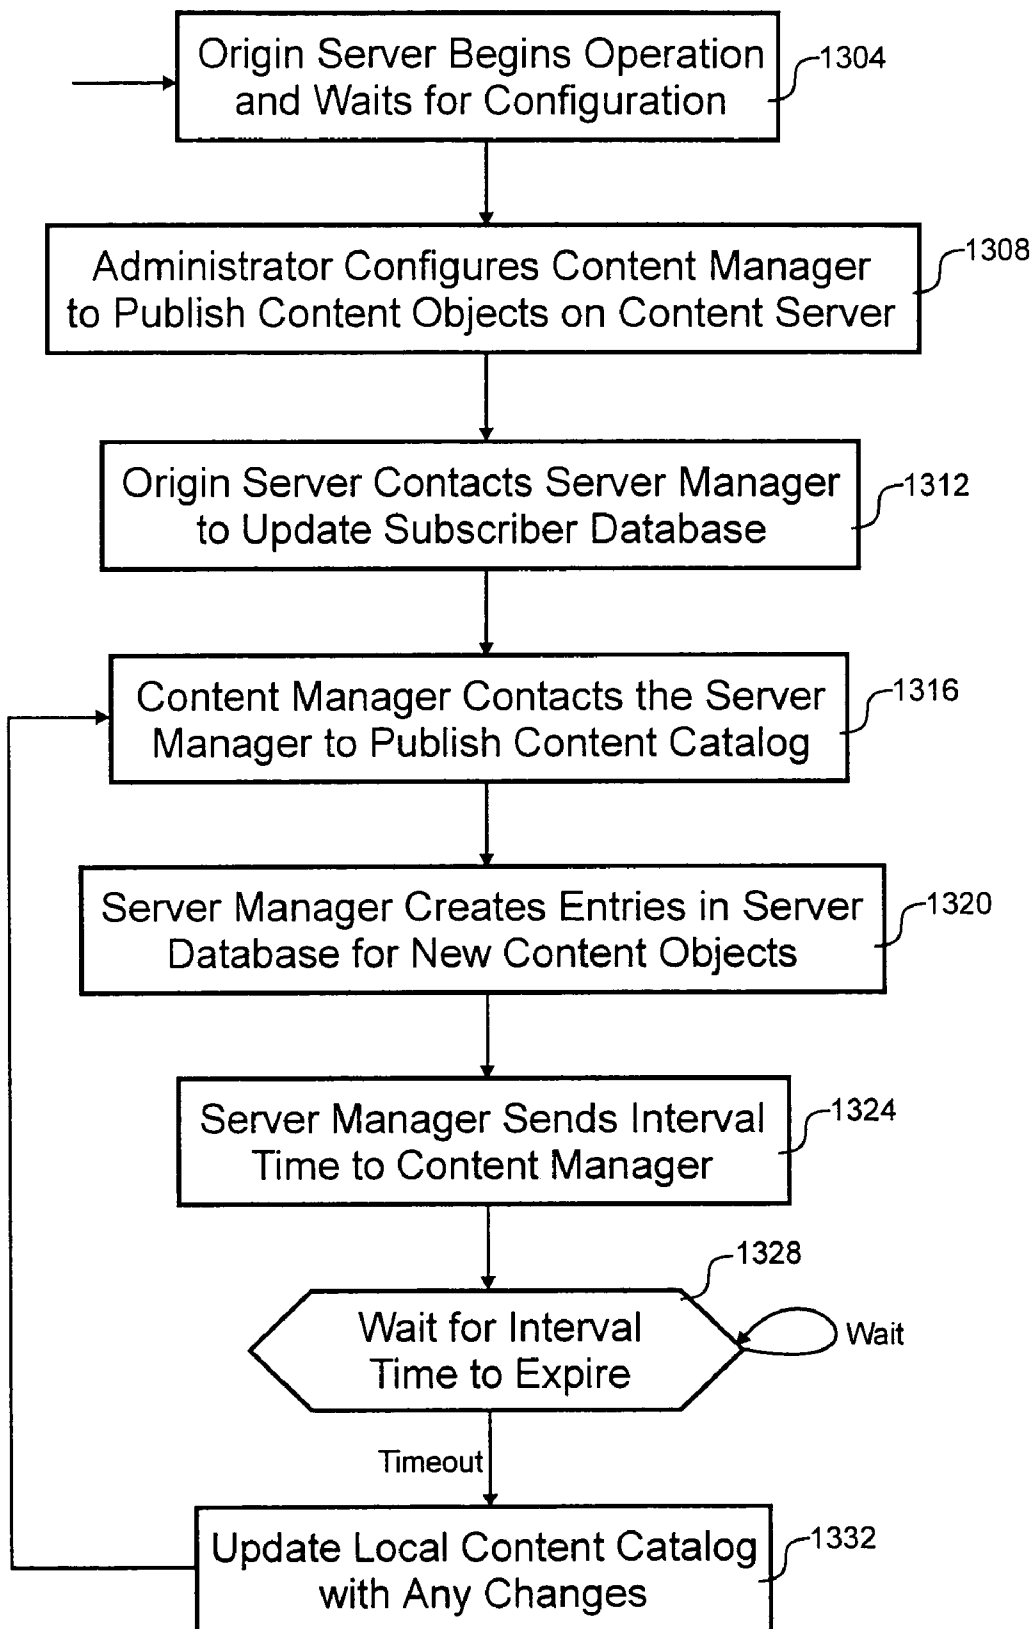 Origin Server Begins Operation
and Waits for Configuration
1304
Administrator Configures Content Manager
to Publish Content Objects on Content Server
1308
Origin Server Contacts Server Manager
to Update Subscriber Database
1312
Content Manager Contacts the Server
Manager to Publish Content Catalog
1316
Server Manager Creates Entries in Server
Database for New Content Objects
1320
Server Manager Sends Interval
Time to Content Manager
1324
1328
Wait for Interval
Time to Expire
Wait
Timeout
Update Local Content Catalog
with Any Changes
1332